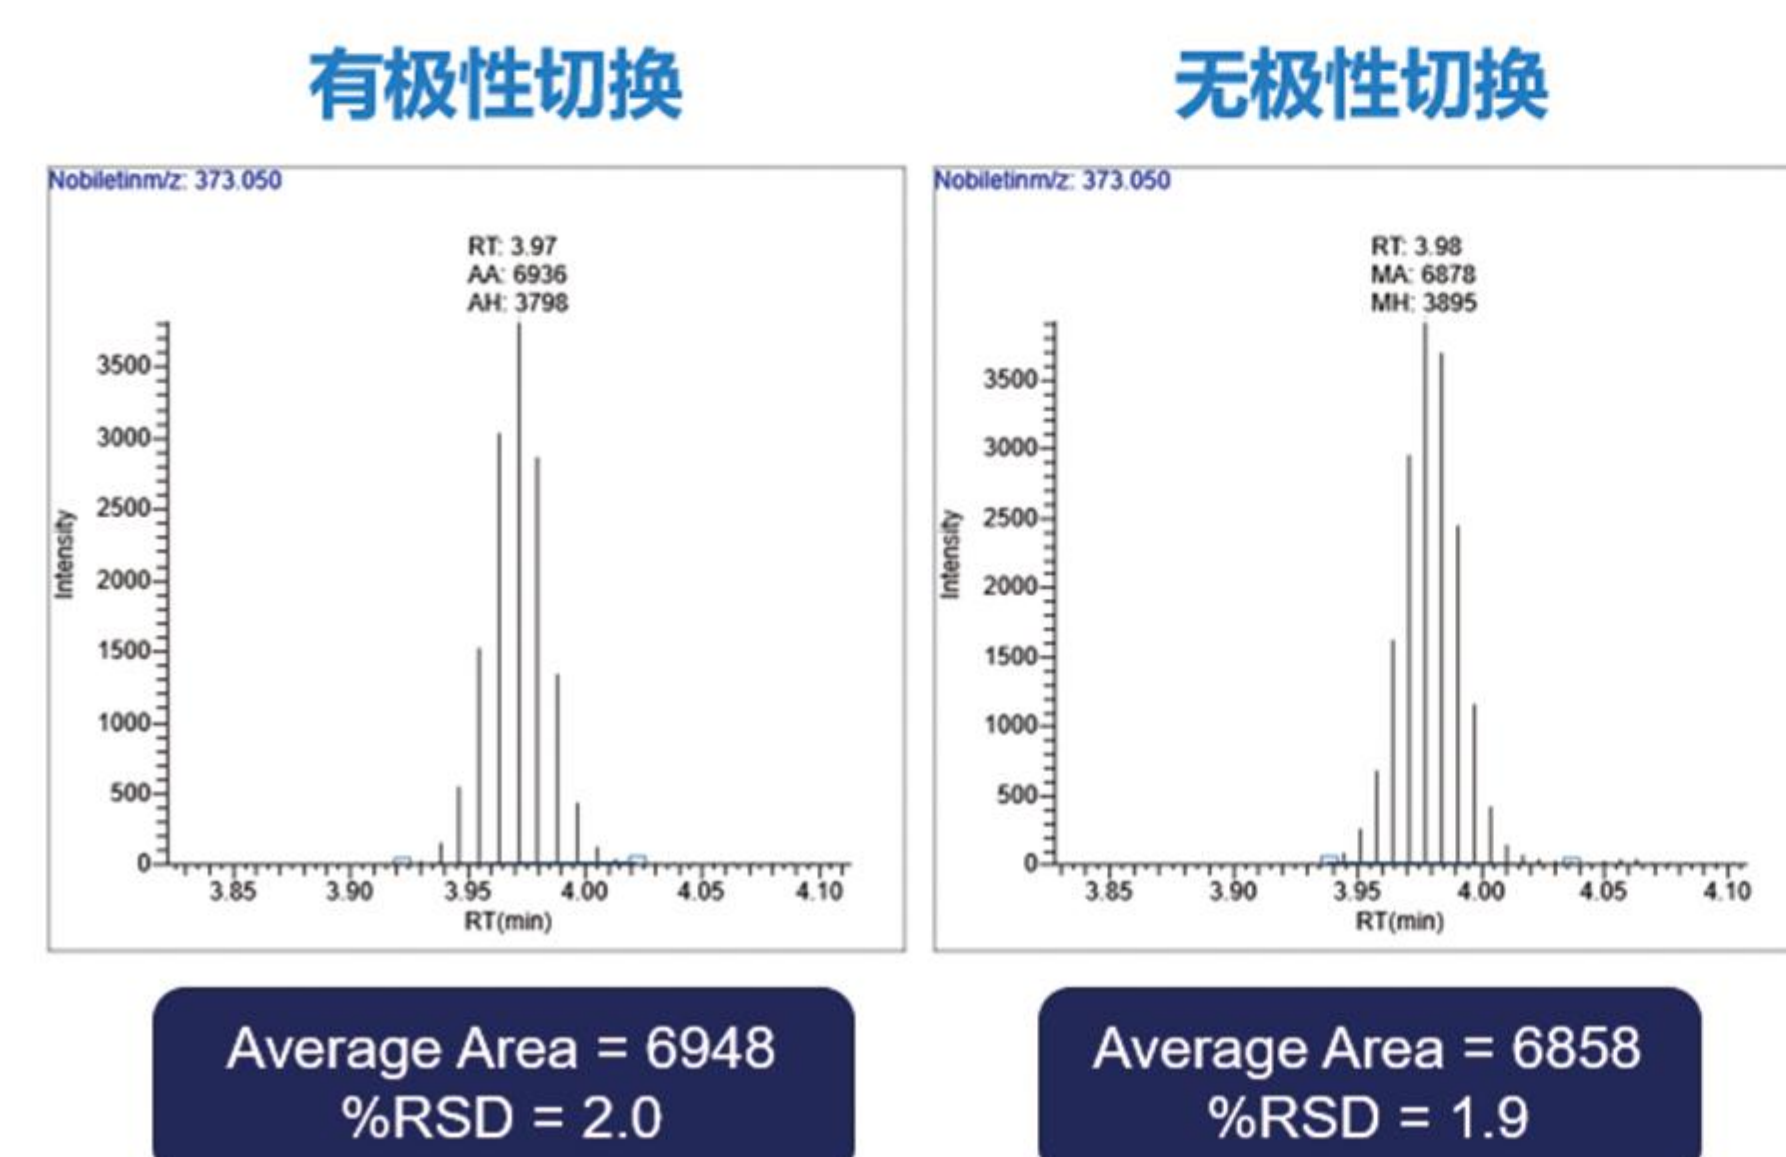 有极性切换
Nobiletinm/z: 373.050
RT: 3.97
AA: 6936
AH: 3798
3500
3000
2500
2000
1500
1000
500
0
Intensity
3.85 3.90 3.95 4.00 4.05 4.10
RT(min)
Average Area = 6948
%RSD = 2.0
无极性切换
Nobiletinm/z: 373.050
RT: 3.98
MA: 6878
MH: 3895
3500
3000
2500
2000
1500
1000
500
0
Intensity
3.85 3.90 3.95 4.00 4.05 4.10
RT(min)
Average Area = 6858
%RSD = 1.9